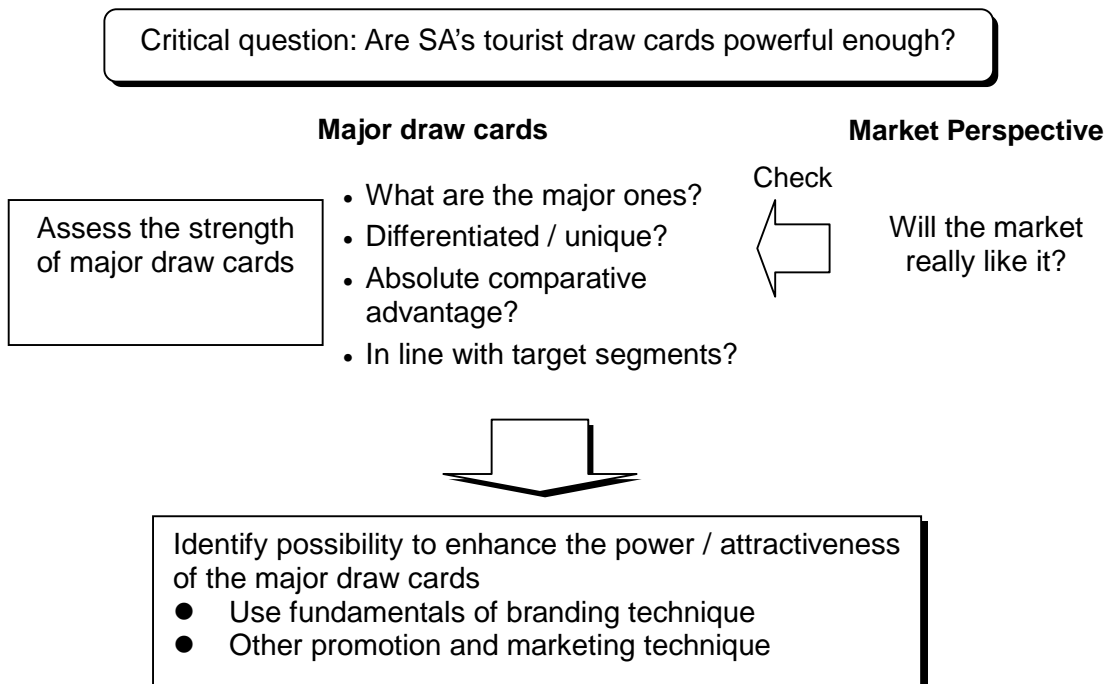 Critical question: Are SA's tourist draw cards powerful enough?
Major draw cards
Market Perspective
Assess the strength
of major draw cards
• What are the major ones?
• Differentiated / unique?
• Absolute comparative
advantage?
• In line with target segments?
Check
Will the market
really like it?
Identify possibility to enhance the power / attractiveness
of the major draw cards
● Use fundamentals of branding technique
● Other promotion and marketing technique